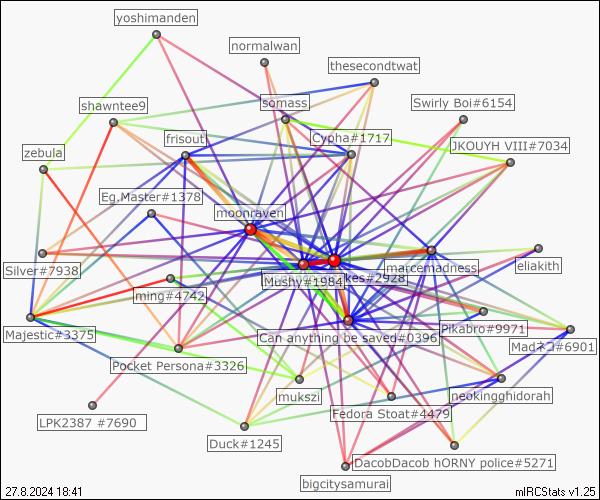 yoshimanden
normalwan
thesecondtwat
shawntee9
somass
Swirly Boi#6154
frisout
Cypha#1717
JKOUYH VIII#7034
zebula
Eg.Master#1378
moonraven
Silver#7938
Mushy#1984
kes#2928
marcemadness
eliakith
ming#4742
Majestic#3375
Can anything be saved#0396
Pikabro#9971
Madネコ#6901
Pocket Persona#3326
mukszi
neokingghidorah
LPK2387 #7690
Fedora Stoat#4479
Duck#1245
DacobDacob hORNY police#5271
bigcitysamurai
27.8.2024 18:41
mIRCStats v1.25